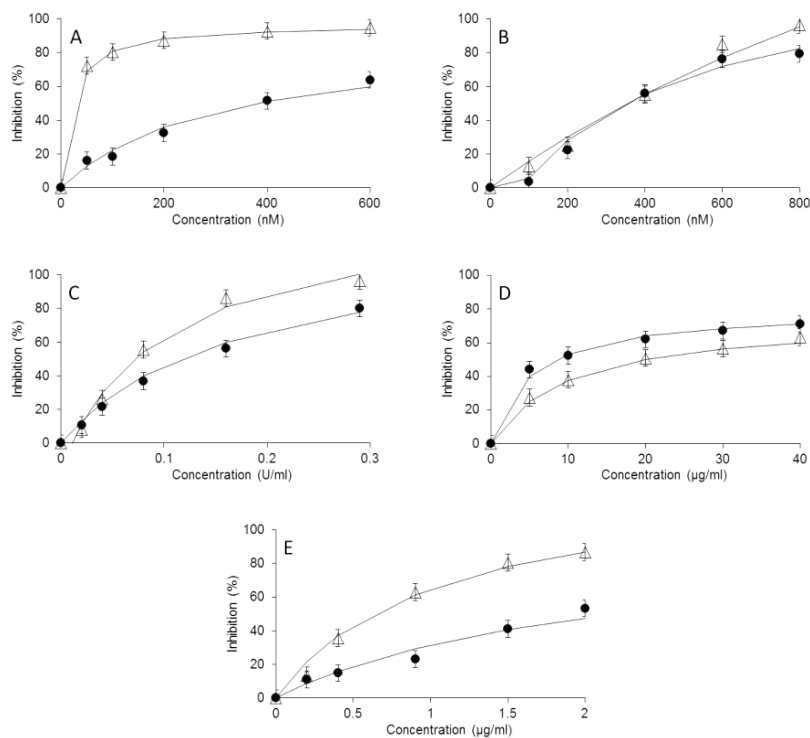 A
100
80
60
40
20
0
Inhibition (%)
0 200 400 600
Concentration (nM)
B
100
80
60
40
20
0
Inhibition (%)
0 200 400 600 800
Concentration (nM)
C
100
80
60
40
20
0
Inhibition (%)
0 0.1 0.2 0.3
Concentration (U/ml)
D
100
80
60
40
20
0
Inhibition (%)
0 10 20 30 40
Concentration (µg/ml)
E
100
80
60
40
20
0
Inhibition (%)
0 0.5 1 1.5 2
Concentration (µg/ml)